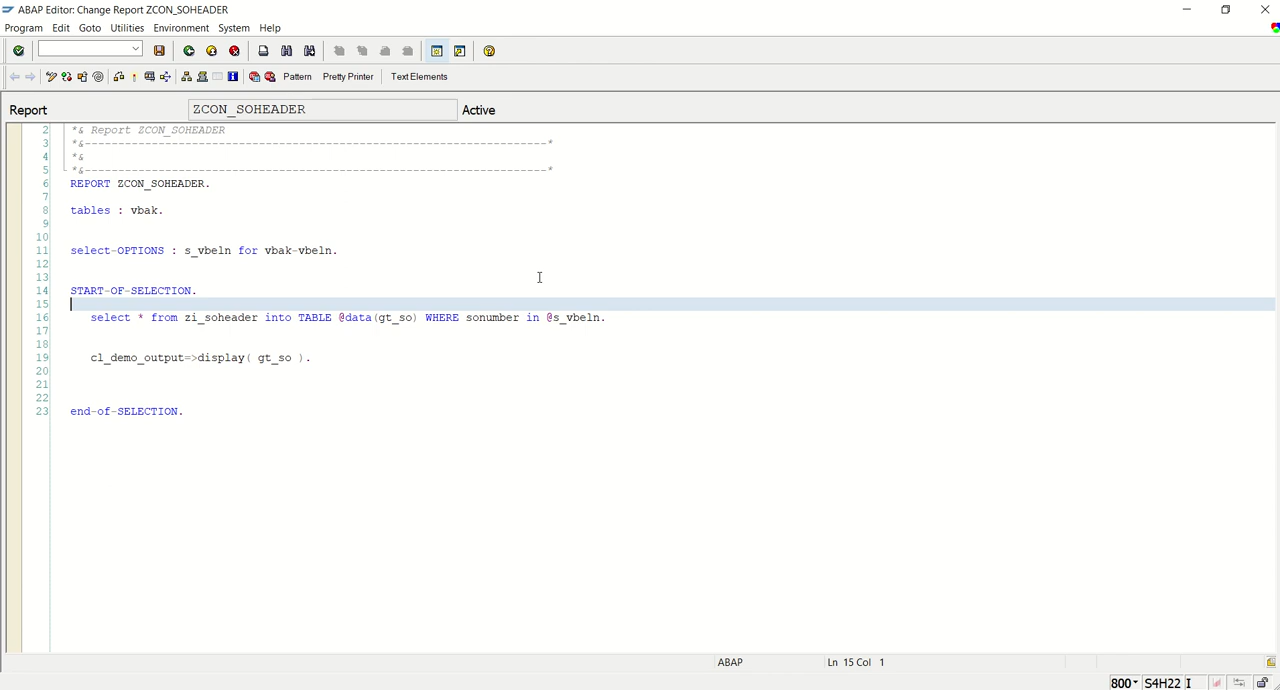 ABAP Editor: Change Report ZCON_SOHEADER
Program Edit Goto Utilities Environment System Help
Pattern Pretty Printer Text Elements
Report ZCON_SOHEADER Active
2 *& Report ZCON_SOHEADER
3 *&---------------------------------------------------------------------*
4 *&
5 *&---------------------------------------------------------------------*
6 REPORT ZCON_SOHEADER.
7
8 tables : vbak.
9
10
11 select-OPTIONS : s_vbeln for vbak-vbeln.
12
13
14 START-OF-SELECTION.
15
16 select * from zi_soheader into TABLE @data(gt_so) WHERE sonumber in @s_vbeln.
17
18
19 cl_demo_output=>display( gt_so ).
20
21
22
23 end-of-SELECTION.
ABAP Ln 15 Col 1
800 S4H22